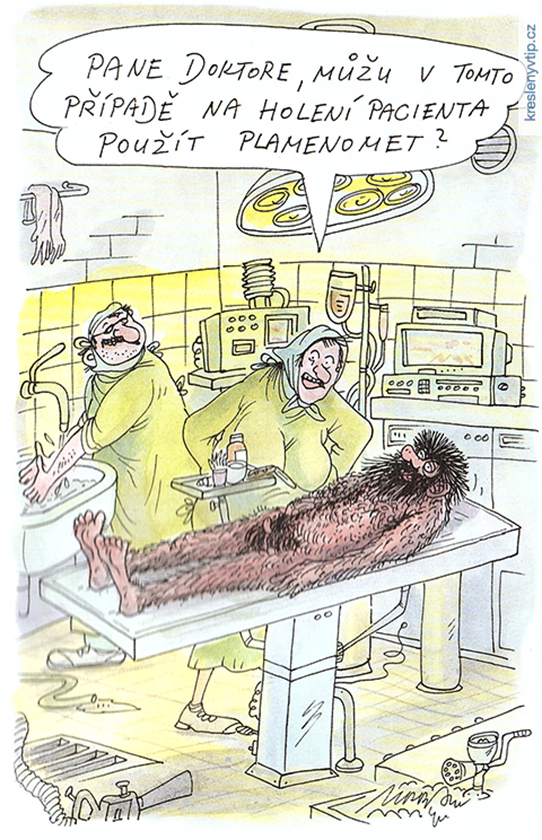 PANE DOKTORE, MŮŽU V TOMTO
PŘÍPADĚ NA HOLENÍ PACIENTA
POUŽÍT PLAMENOMET?
kreslenyvtip.cz